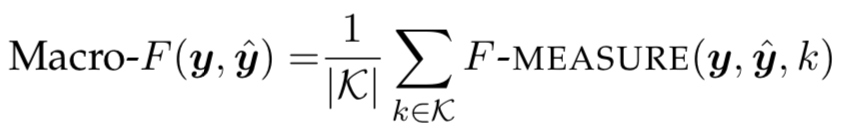 Macro-F(y, ŷ) = 1/|𝒦| ∑_{k∈𝒦} F-MEASURE(y, ŷ, k)